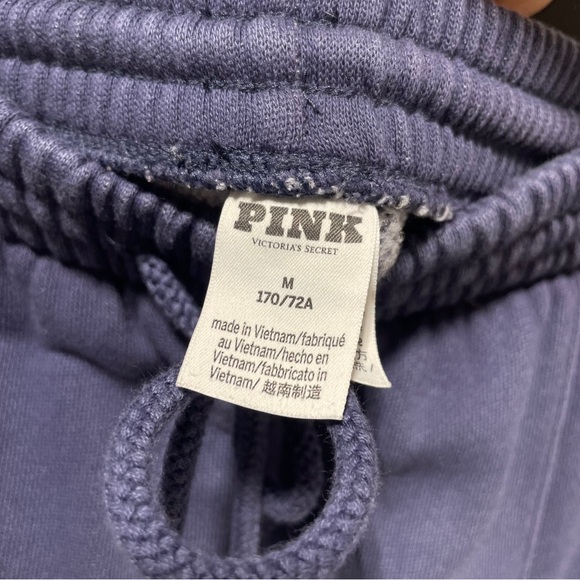 PINK
VICTORIA'S SECRET
M
170/72A
made in Vietnam/fabriqué
au Vietnam/hecho en
Vietnam/fabbricato in
Vietnam/ 越南制造